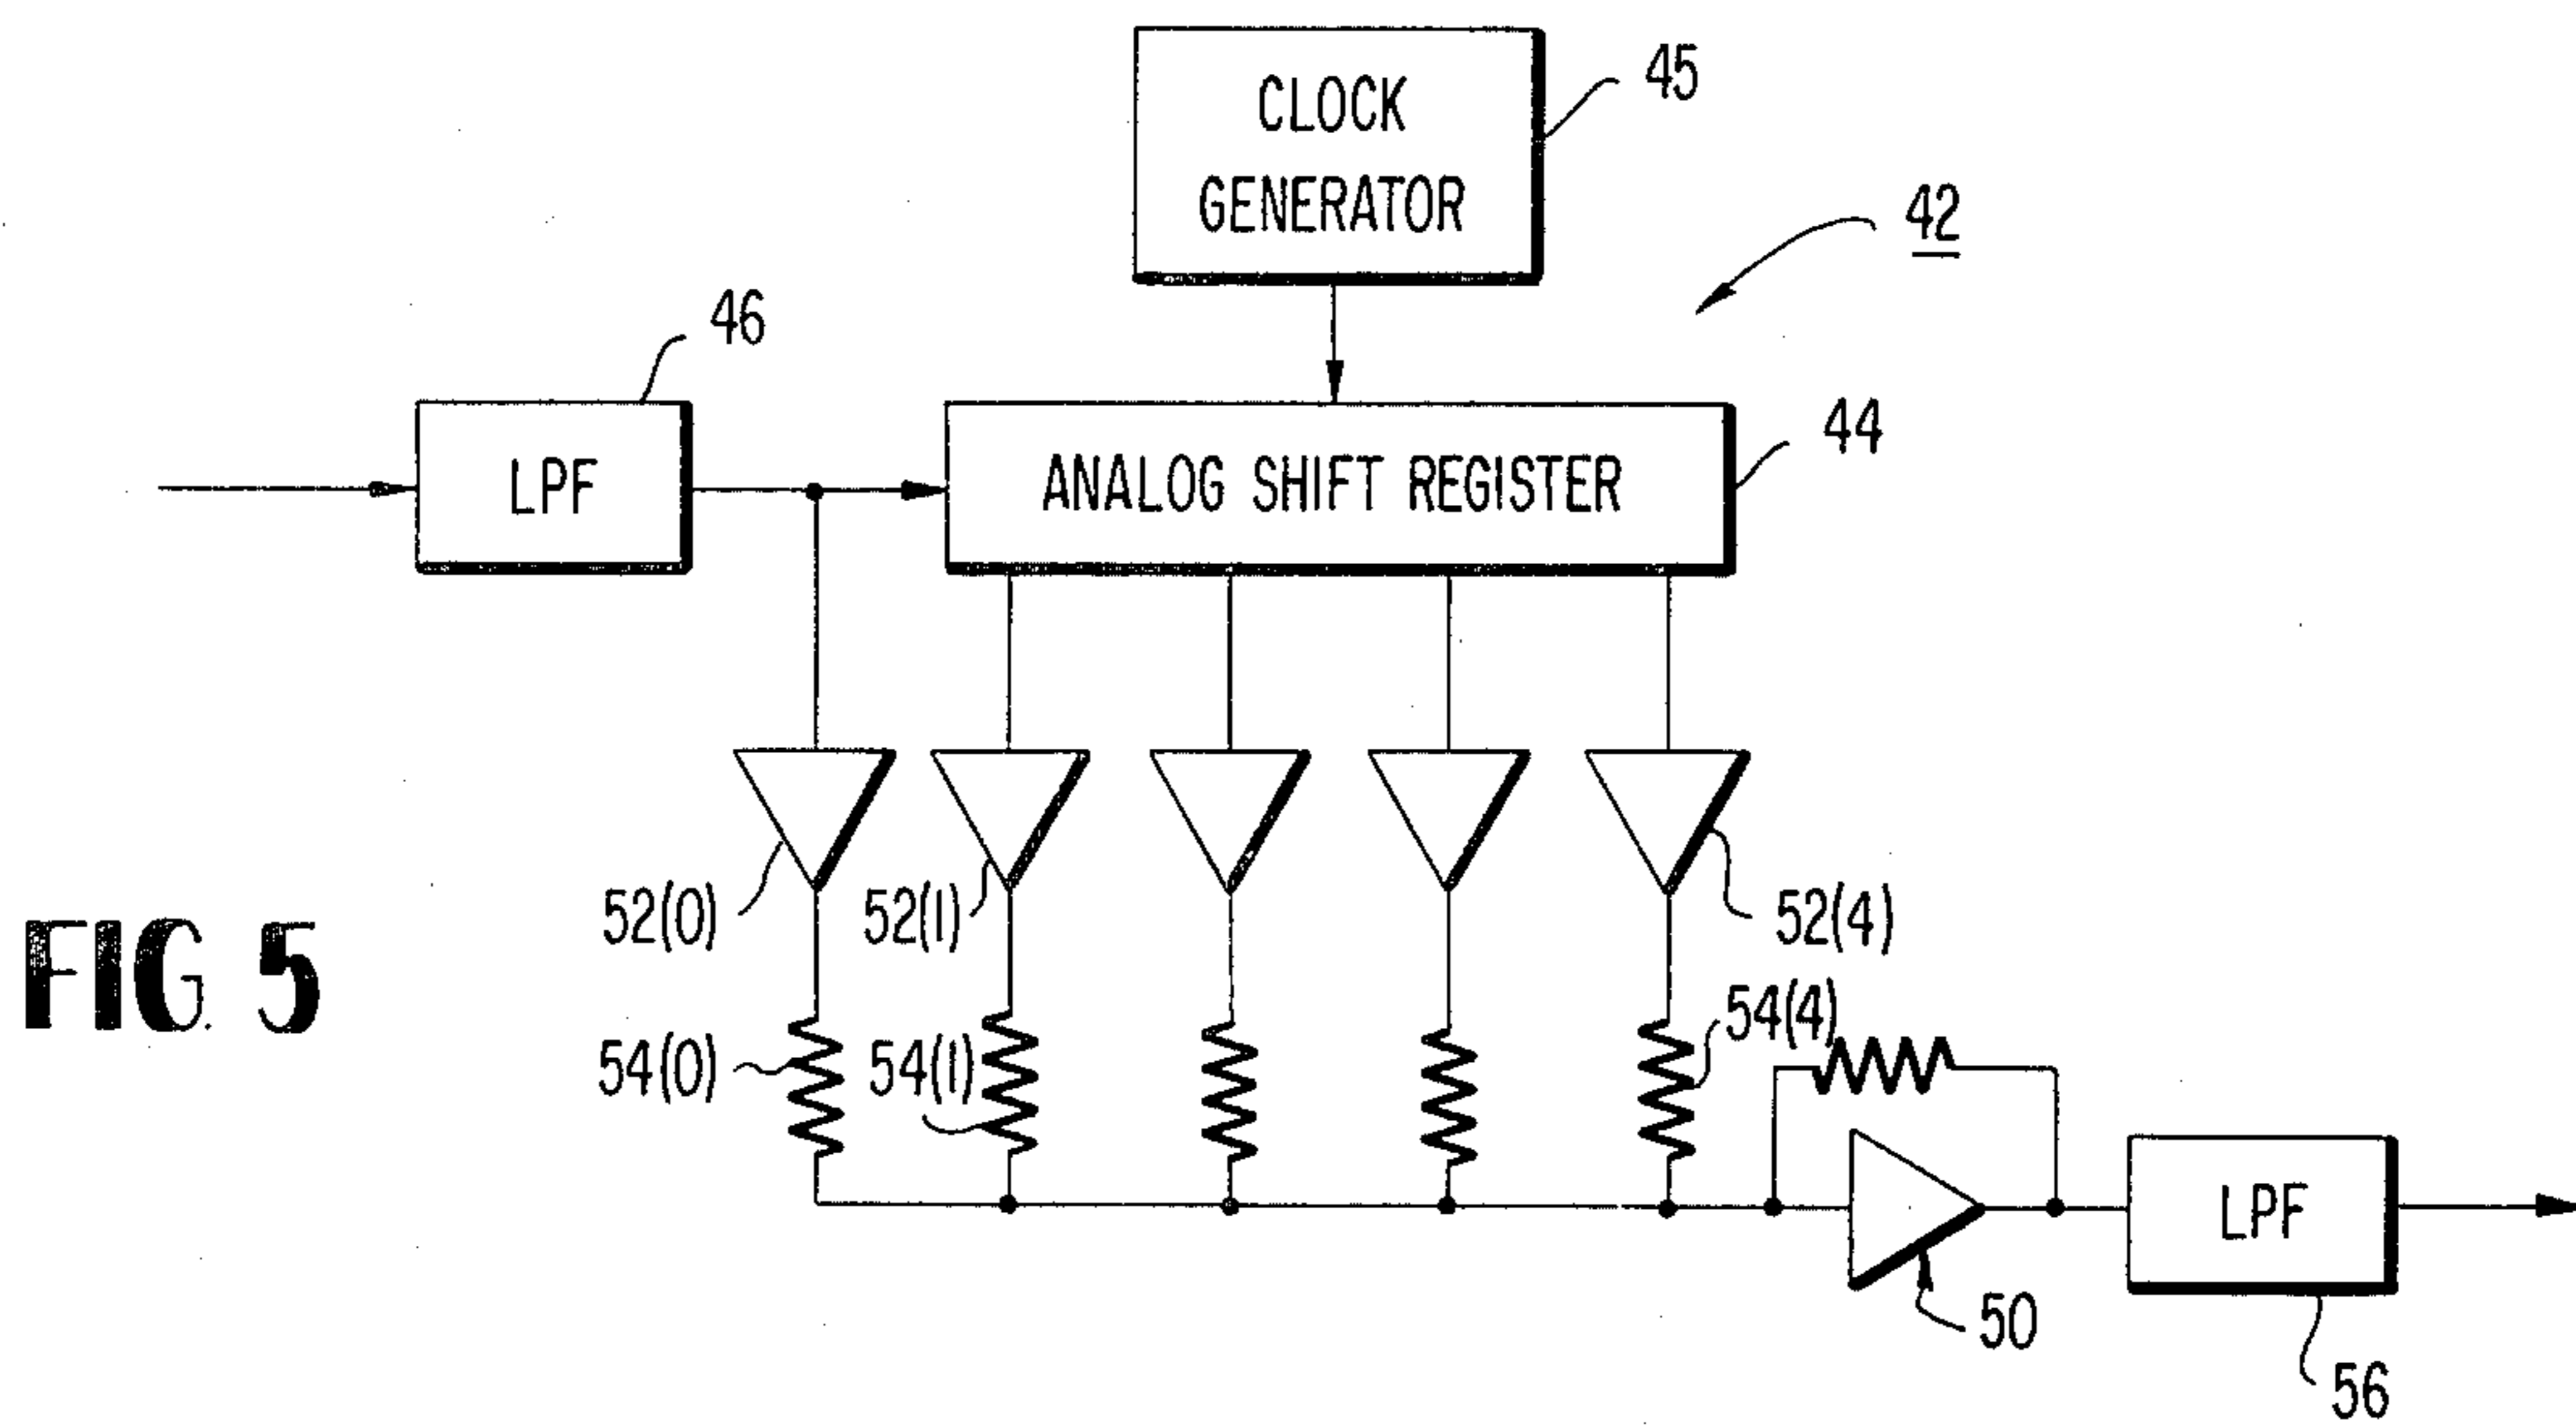 CLOCK
GENERATOR
45
42
46
44
LPF
ANALOG SHIFT REGISTER
52(0)
52(1)
52(4)
FIG. 5
54(0)
54(1)
54(4)
LPF
50
56